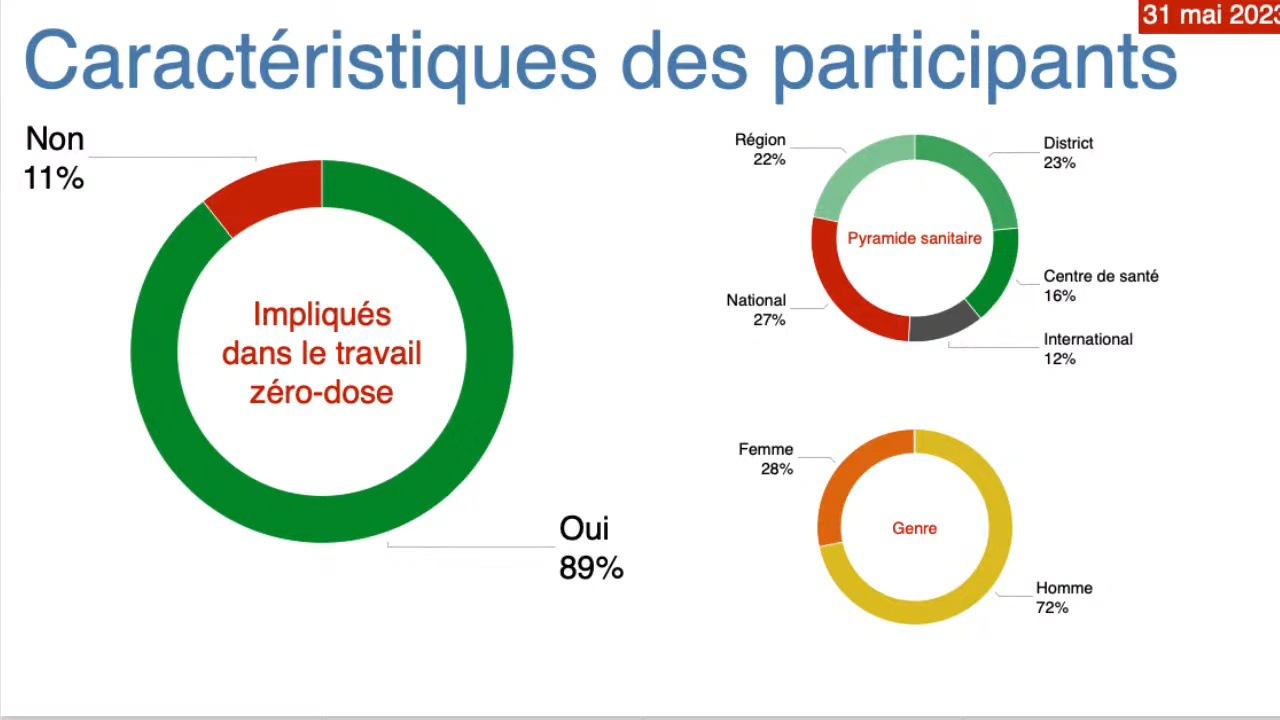 31 mai 2023
Caractéristiques des participants
Non
11%
Impliqués
dans le travail
zéro-dose
Oui
89%
Région
22%
District
23%
Pyramide sanitaire
Centre de santé
16%
National
27%
International
12%
Femme
28%
Genre
Homme
72%